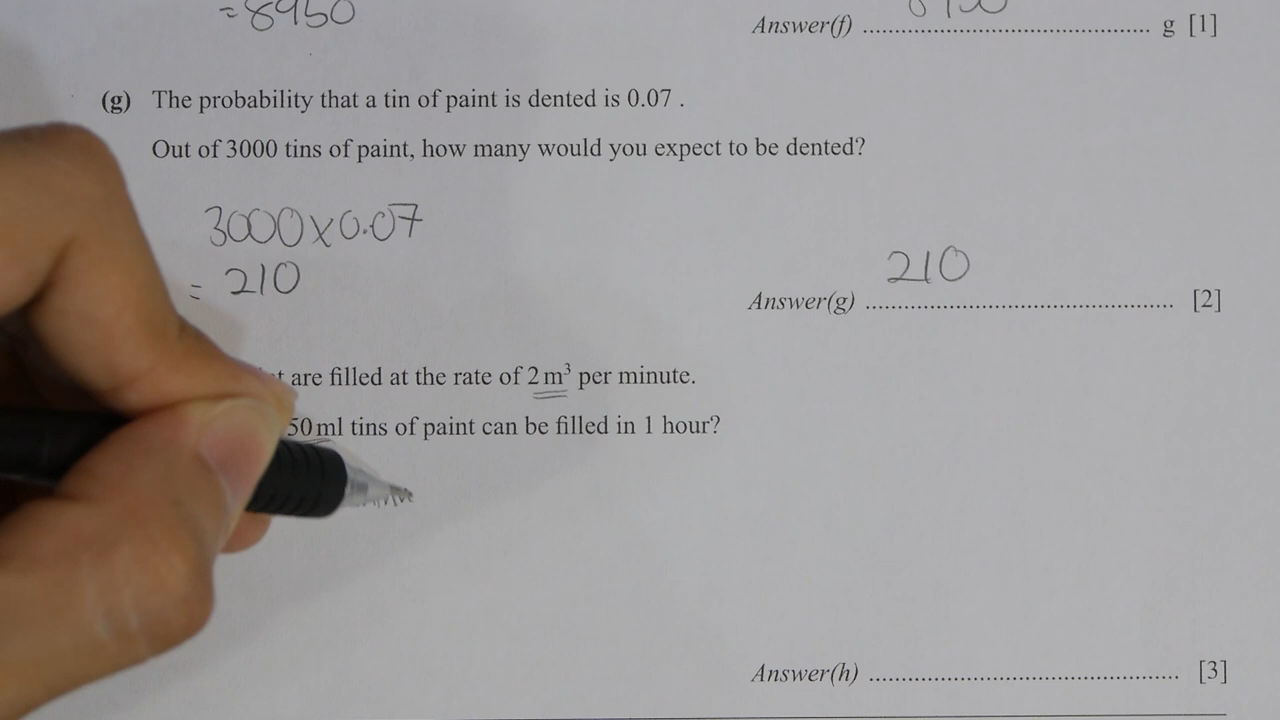 = 8950
Answer(f) ........................................... g [1]
(g) The probability that a tin of paint is dented is 0.07 .
Out of 3000 tins of paint, how many would you expect to be dented?
3000 x 0.07
= 210
210
Answer(g) ............................................... [2]
are filled at the rate of 2 m³ per minute.
50 ml tins of paint can be filled in 1 hour?
Answer(h) ............................................... [3]